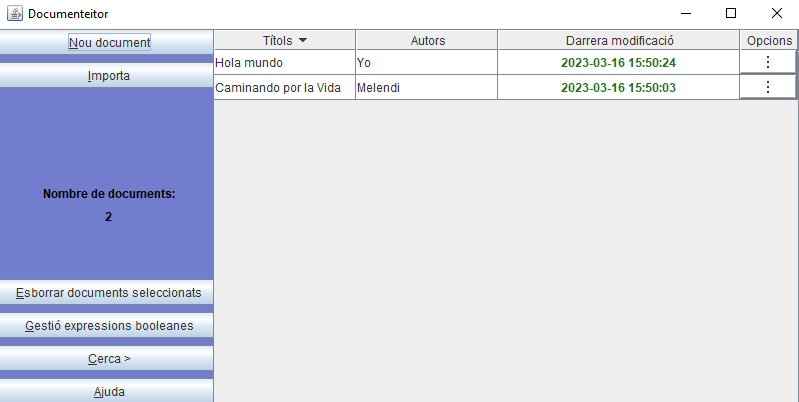 Documenteitor
Nou document
Importa
Nombre de documents:
2
Esborrar documents seleccionats
Gestió expressions booleanes
Cerca >
Ajuda
Títols Autors Darrera modificació Opcions
Hola mundo Yo 2023-03-16 15:50:24
Caminando por la Vida Melendi 2023-03-16 15:50:03